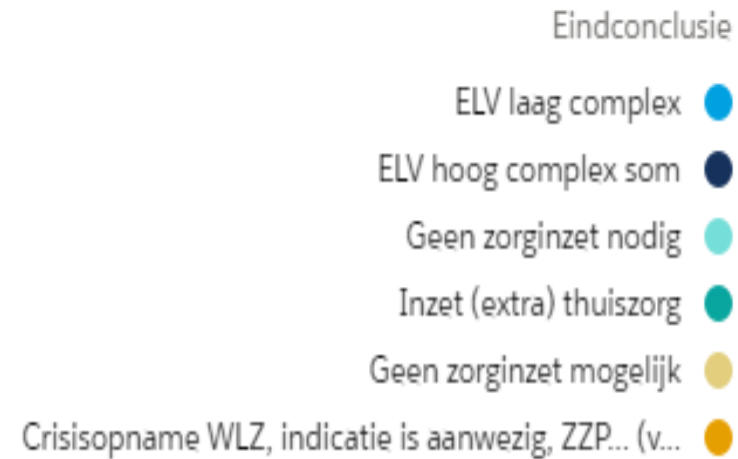 Eindconclusie
ELV laag complex
ELV hoog complex som
Geen zorginzet nodig
Inzet (extra) thuiszorg
Geen zorginzet mogelijk
Crisisopname WLZ, indicatie is aanwezig, ZZP... (v...